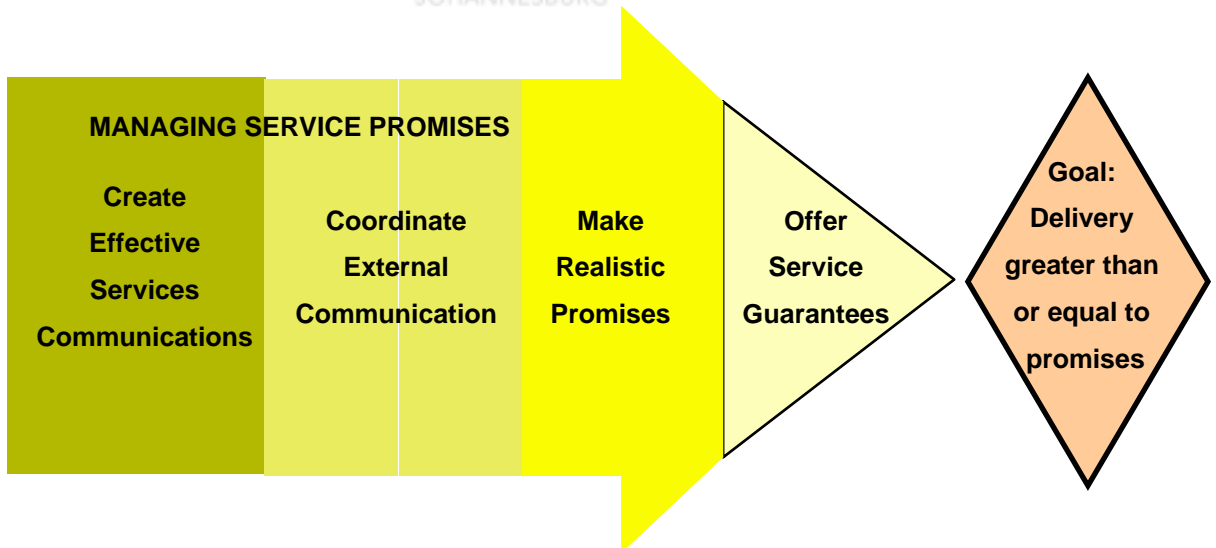 JOHANNESBURG
MANAGING SERVICE PROMISES
Create
Effective
Services
Communications
Coordinate
External
Communication
Make
Realistic
Promises
Offer
Service
Guarantees
Goal:
Delivery
greater than
or equal to
promises